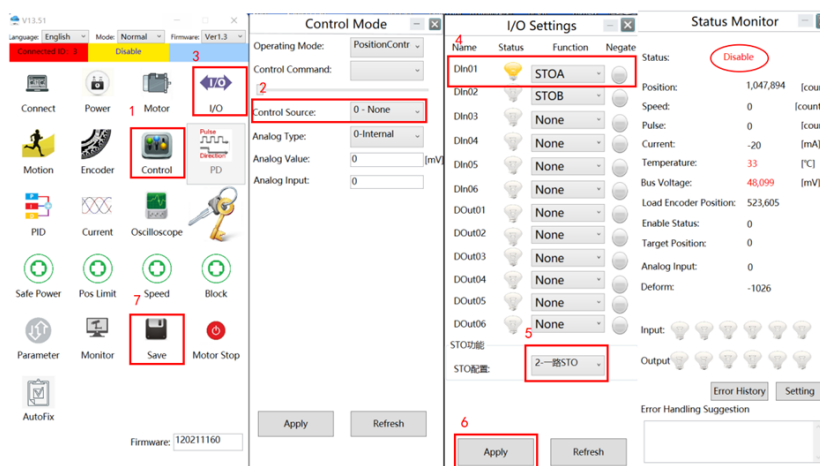 V13.51
Language: English Mode: Normal Firmware: Ver1.3
Connected ID: 3 Disable
3
Connect Power Motor I/O
1
Motion Encoder Control PD
Pulse
Direction
PID Current Oscilloscope
Safe Power Pos Limit Speed Block
7
Parameter Monitor Save Motor Stop
AutoFix
Firmware: 120211160
Control Mode
Operating Mode: PositionContr
Control Command:
2
Control Source: 0 - None
Analog Type: 0-Internal
Analog Value: 0 [mV]
Analog Input: 0
Apply Refresh
I/O Settings
4
Name Status Function Negate
DIn01 STOA
DIn02 STOB
DIn03 None
DIn04 None
DIn05 None
DIn06 None
DOut01 None
DOut02 None
DOut03 None
DOut04 None
DOut05 None
DOut06 None
5
STO功能
STO配置: 2-一路STO
6
Apply Refresh
Status Monitor
Status: Disable
Position: 1,047,894 [coun
Speed: 0 [count
Pulse: 0 [coun
Current: -20 [mA]
Temperature: 33 [°C]
Bus Voltage: 48,099 [mV]
Load Encoder Position: 523,605
Enable Status: 0
Target Position: 0
Analog Input: 0
Deform: -1026
Input:
Output
Error History Setting
Error Handling Suggestion